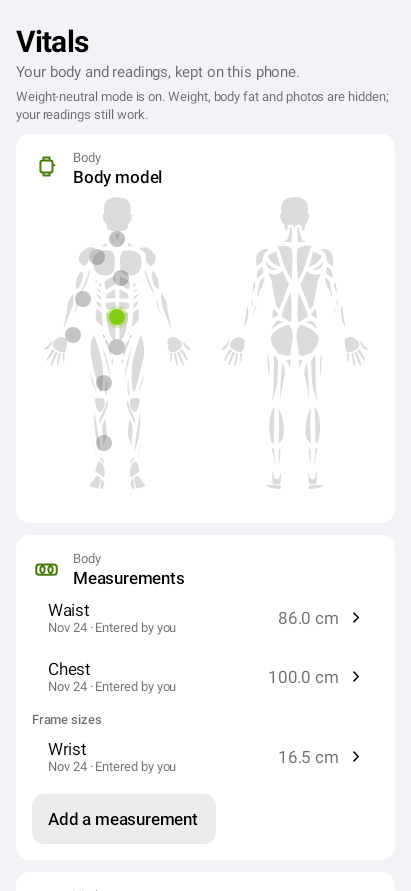 Vitals
Your body and readings, kept on this phone.
Weight-neutral mode is on. Weight, body fat and photos are hidden;
your readings still work.
Body
Body model
Body
Measurements
Waist
Nov 24 · Entered by you
86.0 cm
Chest
Nov 24 · Entered by you
100.0 cm
Frame sizes
Wrist
Nov 24 · Entered by you
16.5 cm
Add a measurement